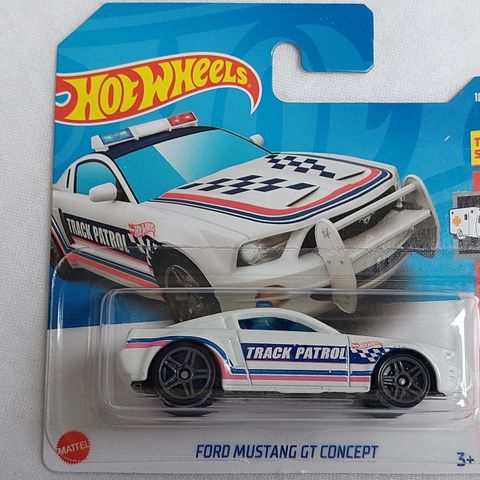 HOT WHEELS
TRACK PATROL
TRACK PATROL
MATTEL
FORD MUSTANG GT CONCEPT
3+